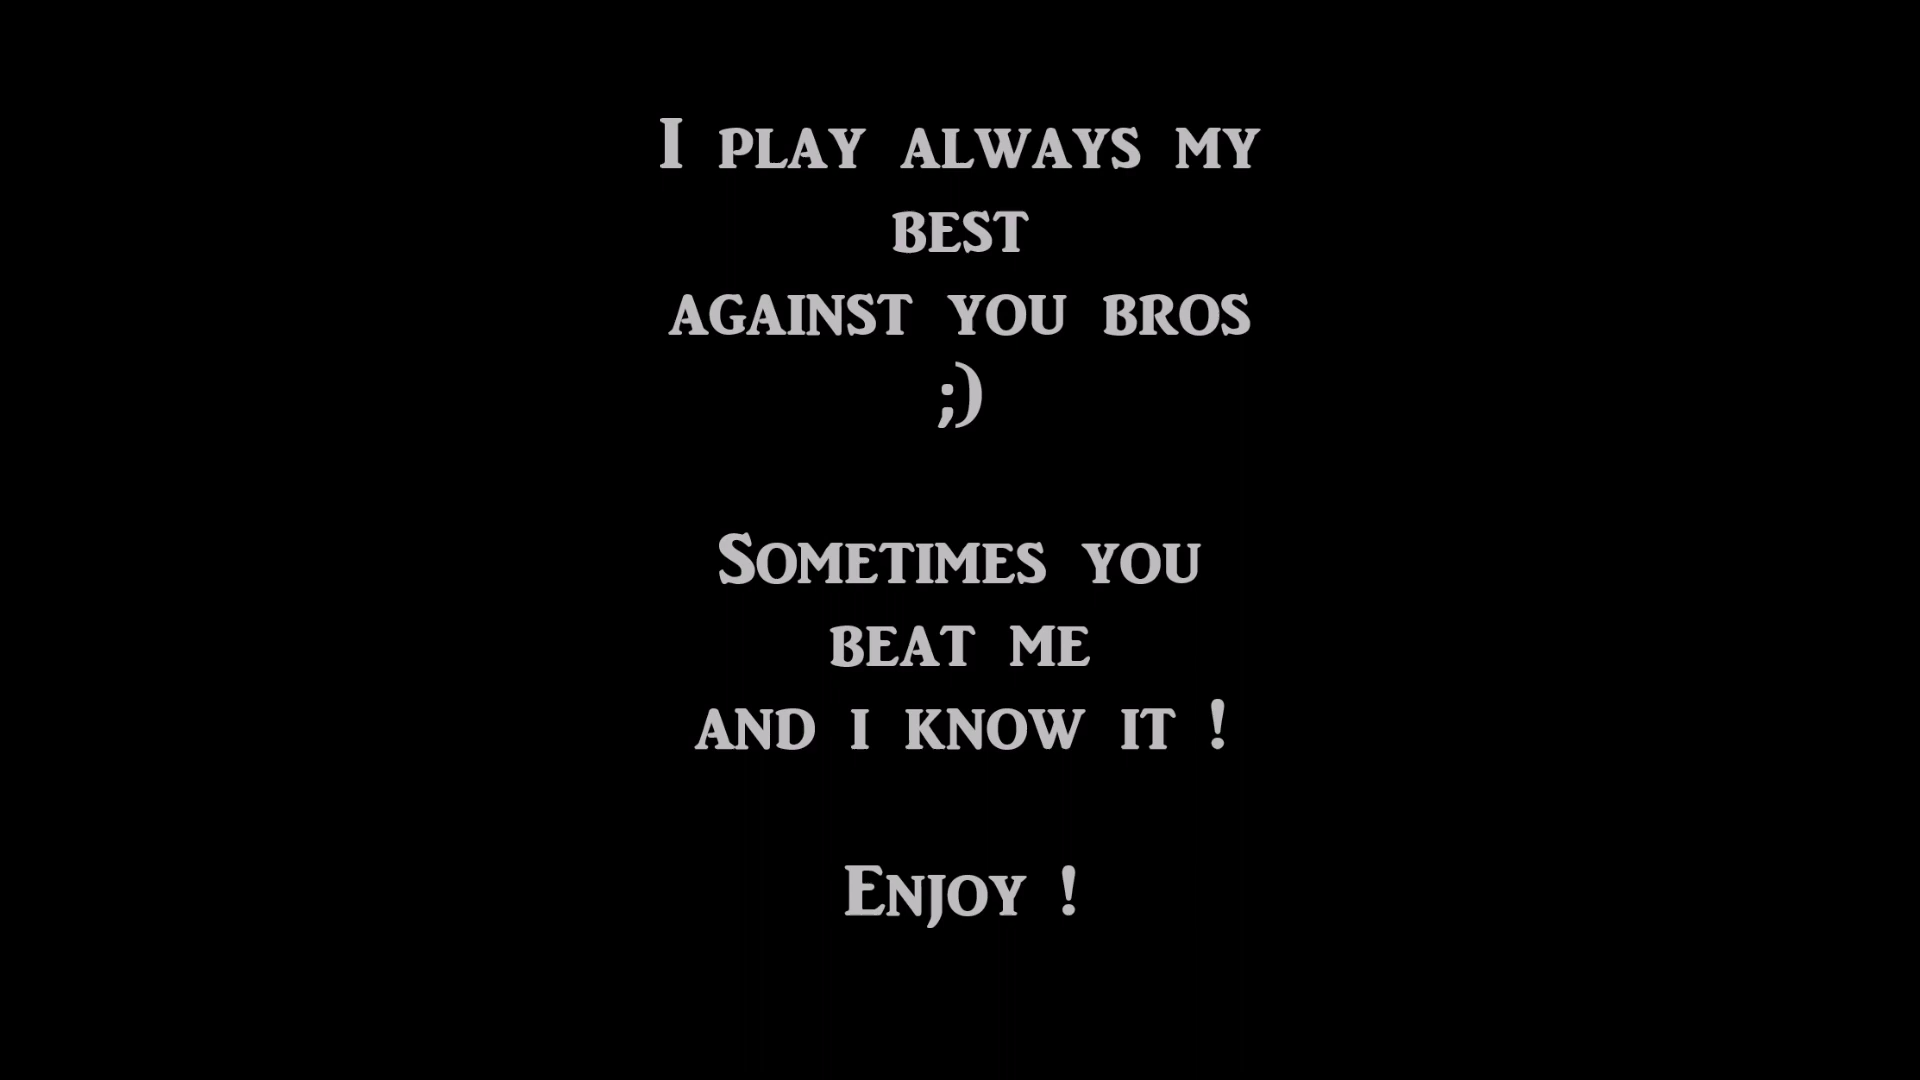 I play always my
best
against you bros
;)
Sometimes you
beat me
and i know it !
Enjoy !